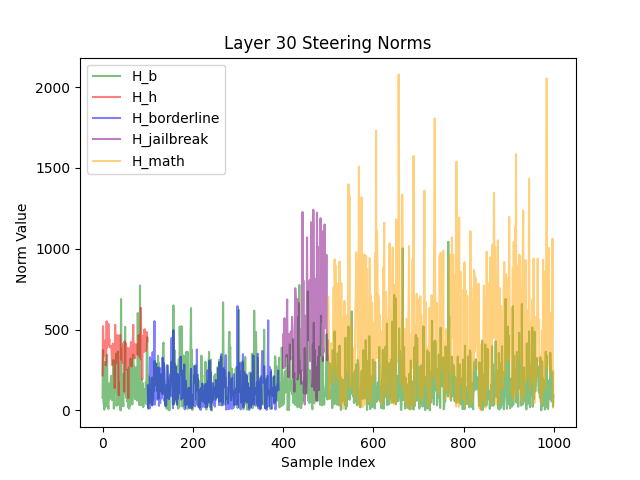 Layer 30 Steering Norms
H_b
H_h
H_borderline
H_jailbreak
H_math
Norm Value
2000
1500
1000
500
0
0 200 400 600 800 1000
Sample Index